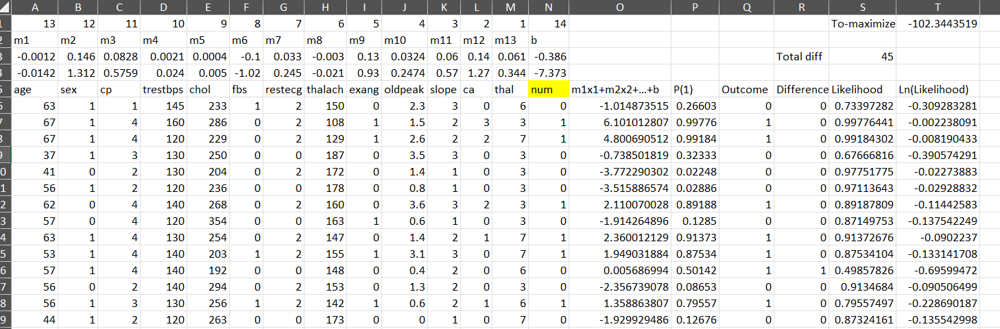 A B C D E F G H I J K L M N O P Q R S T
1 13 12 11 10 9 8 7 6 5 4 3 2 1 14 To-maximize -102.3443519
2 m1 m2 m3 m4 m5 m6 m7 m8 m9 m10 m11 m12 m13 b
3 -0.0012 0.146 0.0828 0.0021 0.0004 -0.1 0.033 -0.003 0.13 0.0324 0.06 0.14 0.061 -0.386 Total diff 45
4 -0.0142 1.312 0.5759 0.024 0.005 -1.02 0.245 -0.021 0.93 0.2474 0.57 1.27 0.344 -7.373
5 age sex cp trestbps chol fbs restecg thalach exang oldpeak slope ca thal num m1x1+m2x2+...+b P(1) Outcome Difference Likelihood Ln(Likelihood)
5 63 1 1 145 233 1 2 150 0 2.3 3 0 6 0 -1.014873515 0.26603 0 0 0.73397282 -0.309283281
7 67 1 4 160 286 0 2 108 1 1.5 2 3 3 1 6.101012807 0.99776 1 0 0.99776441 -0.002238091
3 67 1 4 120 229 0 2 129 1 2.6 2 2 7 1 4.800690512 0.99184 1 0 0.99184302 -0.008190433
9 37 1 3 130 250 0 0 187 0 3.5 3 0 3 0 -0.738501819 0.32333 0 0 0.67666816 -0.390574291
0 41 0 2 130 204 0 2 172 0 1.4 1 0 3 0 -3.772290302 0.02248 0 0 0.97751775 -0.02273883
1 56 1 2 120 236 0 0 178 0 0.8 1 0 3 0 -3.515886574 0.02886 0 0 0.97113643 -0.02928832
2 62 0 4 140 268 0 2 160 0 3.6 3 2 3 1 2.110070028 0.89188 1 0 0.89187809 -0.11442583
3 57 0 4 120 354 0 0 163 1 0.6 1 0 3 0 -1.914264896 0.1285 0 0 0.87149753 -0.137542249
4 63 1 4 130 254 0 2 147 0 1.4 2 1 7 1 2.360012129 0.91373 1 0 0.91372676 -0.0902237
5 53 1 4 140 203 1 2 155 1 3.1 3 0 7 1 1.949031884 0.87534 1 0 0.87534104 -0.133141708
6 57 1 4 140 192 0 0 148 0 0.4 2 0 6 0 0.005686994 0.50142 1 1 0.49857826 -0.69599472
7 56 0 2 140 294 0 2 153 0 1.3 2 0 3 0 -2.356739078 0.08653 0 0 0.9134684 -0.090506499
8 56 1 3 130 256 1 2 142 1 0.6 2 1 6 1 1.358863807 0.79557 1 0 0.79557497 -0.228690187
9 44 1 2 120 263 0 0 173 0 0 1 0 7 0 -1.929929486 0.12676 0 0 0.87324161 -0.135542998